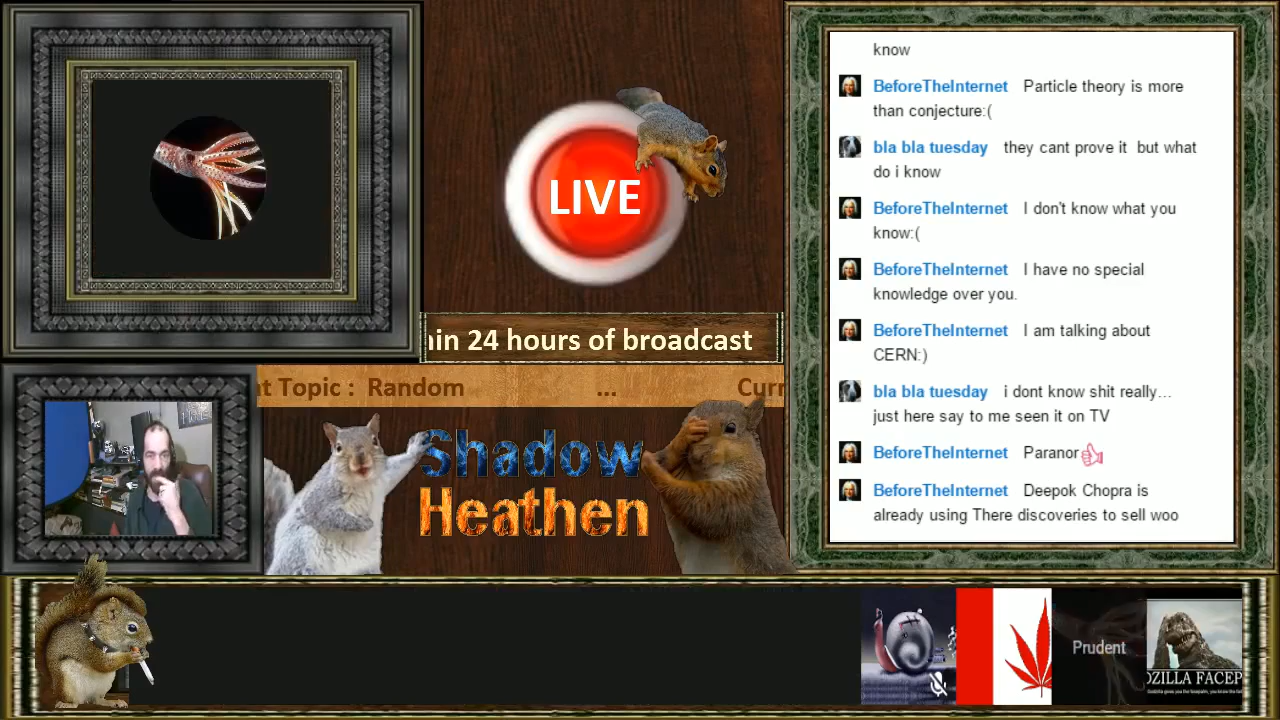 LIVE
in 24 hours of broadcast
t Topic : Random
...
Curr
Shadow
Heathen
know
BeforeTheInternet Particle theory is more
than conjecture:(
bla bla tuesday they cant prove it but what
do i know
BeforeTheInternet I don't know what you
know:(
BeforeTheInternet I have no special
knowledge over you.
BeforeTheInternet I am talking about
CERN:)
bla bla tuesday i dont know shit really...
just here say to me seen it on TV
BeforeTheInternet Paranor
BeforeTheInternet Deepok Chopra is
already using There discoveries to sell woo
Prudent
DZILLA FACEP